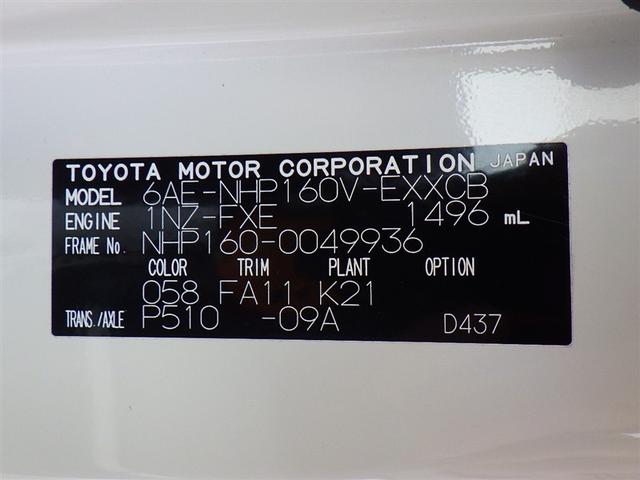 TOYOTA MOTOR CORPORATION JAPAN
MODEL 6AE-NHP160V-EXXCB
ENGINE 1NZ-FXE 1496 mL
FRAME No. NHP160-0049936
COLOR TRIM PLANT OPTION
058 FA11 K21
TRANS./AXLE P510 -09A D437